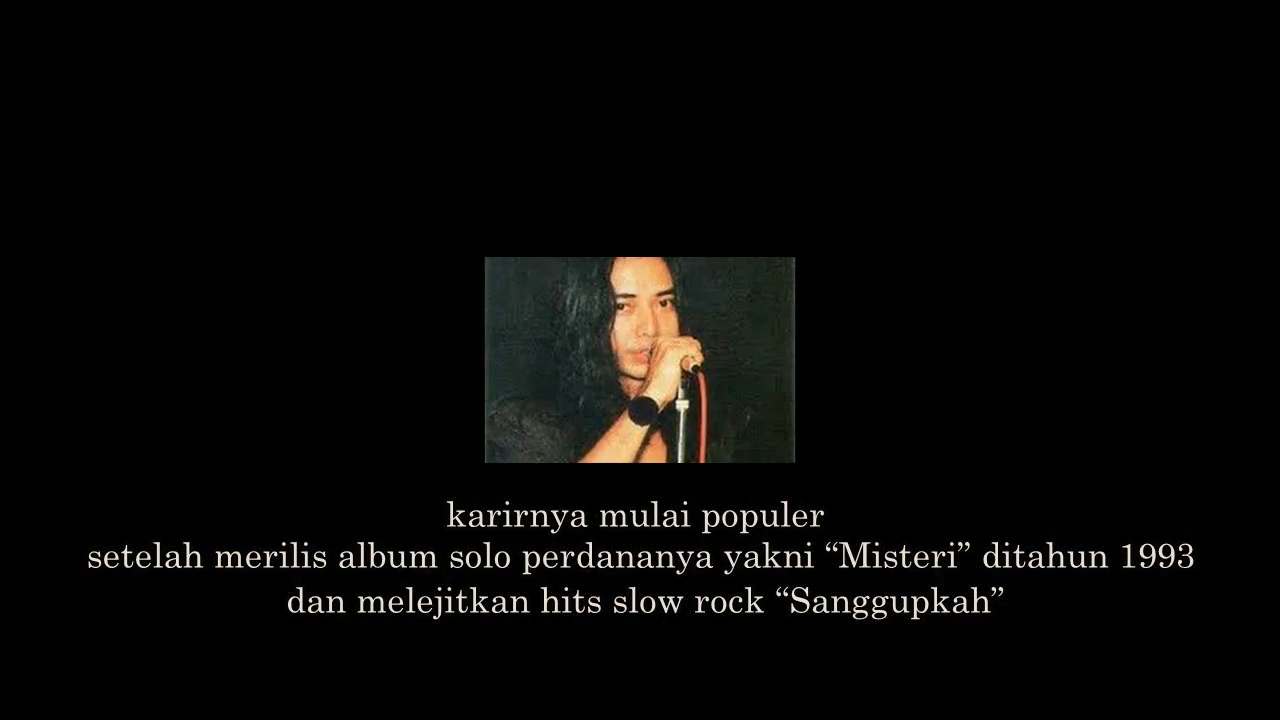 karirnya mulai populer
setelah merilis album solo perdananya yakni “Misteri” ditahun 1993
dan melejitkan hits slow rock “Sanggupkah”